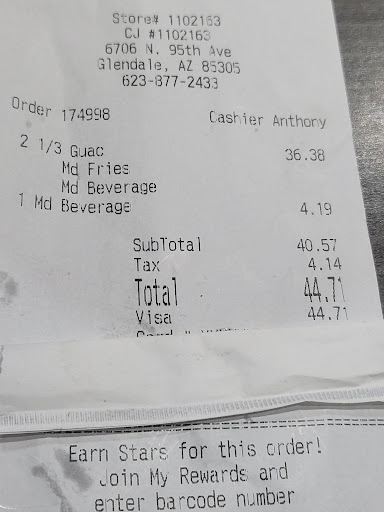 Store# 1102163
CJ #1102163
6706 N. 95th Ave
Glendale, AZ 85305
623-877-2433
Order 174998 Cashier Anthony
2 1/3 Guac 36.38
Md Fries
Md Beverage
1 Md Beverage 4.19
SubTotal 40.57
Tax 4.14
Total 44.71
Visa 44.71
Earn Stars for this order!
Join My Rewards and
enter barcode number